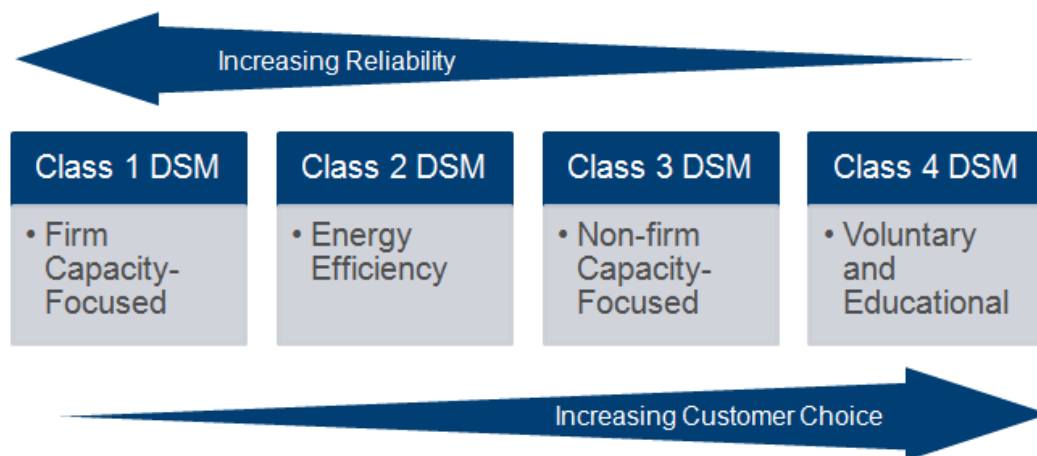 Increasing Reliability
Class 1 DSM
• Firm
Capacity-
Focused
Class 2 DSM
• Energy
Efficiency
Class 3 DSM
• Non-firm
Capacity-
Focused
Class 4 DSM
• Voluntary
and
Educational
Increasing Customer Choice